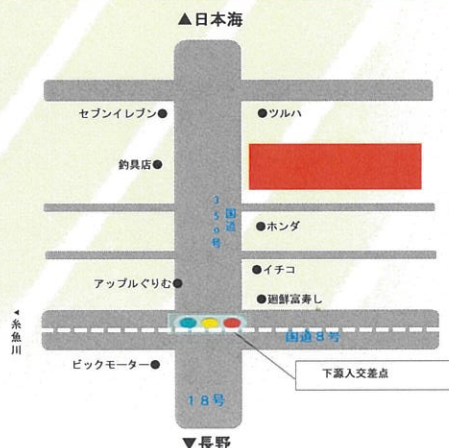 ▲日本海
セブンイレブン●
●ツルハ
釣具店●
国道
350号
●ホンダ
●イチコ
アップルぐりむ●
●廻鮮富寿し
◀糸魚川
国道8号
ビックモーター●
下源入交差点
18号
▼長野